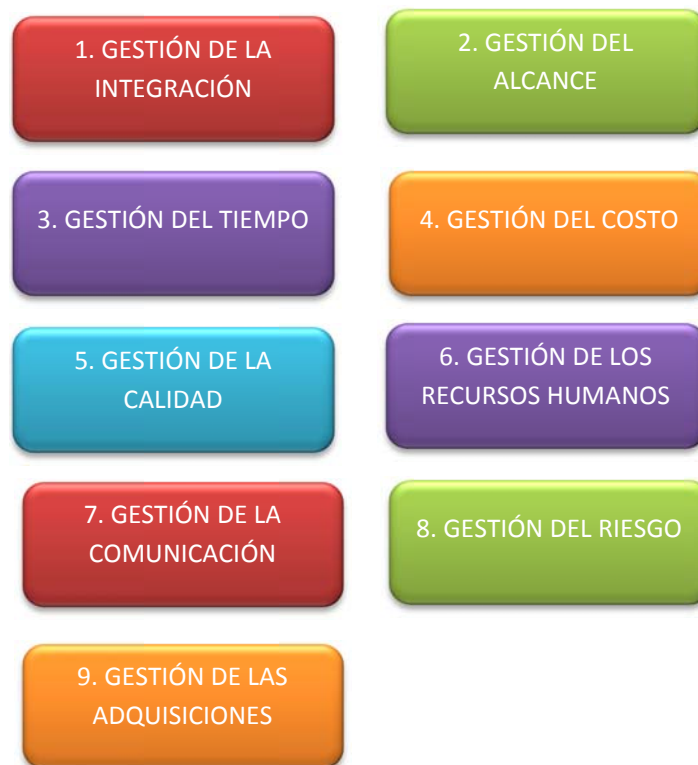 1. GESTIÓN DE LA
INTEGRACIÓN
2. GESTIÓN DEL
ALCANCE
3. GESTIÓN DEL TIEMPO
4. GESTIÓN DEL COSTO
5. GESTIÓN DE LA
CALIDAD
6. GESTIÓN DE LOS
RECURSOS HUMANOS
7. GESTIÓN DE LA
COMUNICACIÓN
8. GESTIÓN DEL RIESGO
9. GESTIÓN DE LAS
ADQUISICIONES